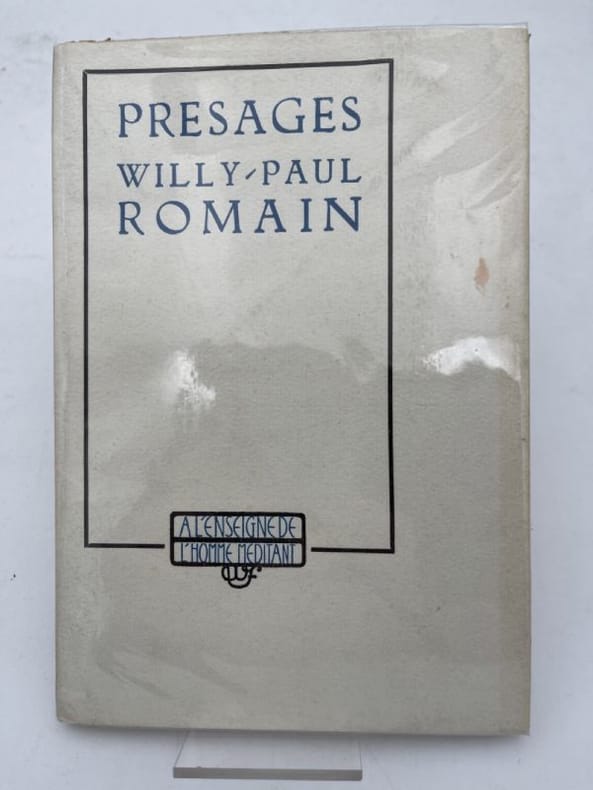 PRESAGES
WILLY-PAUL
ROMAIN
A L'ENSEIGNE DE
L'HOMME MEDITANT